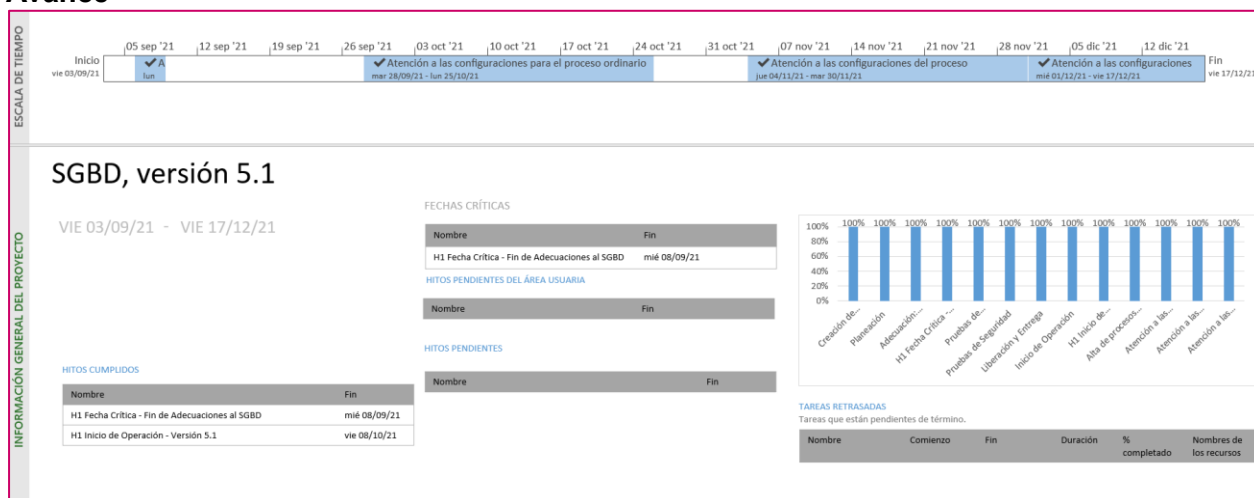 Avance
ESCALA DE TIEMPO
05 sep '21 12 sep '21 19 sep '21 26 sep '21 03 oct '21 10 oct '21 17 oct '21 24 oct '21 31 oct '21 07 nov '21 14 nov '21 21 nov '21 28 nov '21 05 dic '21 12 dic '21
Inicio
vie 03/09/21
✔A
lun
✔Atención a las configuraciones para el proceso ordinario
mar 28/09/21 - lun 25/10/21
✔Atención a las configuraciones del proceso
jue 04/11/21 - mar 30/11/21
✔Atención a las configuraciones
mié 01/12/21 - vie 17/12/21
Fin
vie 17/12/21
INFORMACIÓN GENERAL DEL PROYECTO
SGBD, versión 5.1
VIE 03/09/21 - VIE 17/12/21
HITOS CUMPLIDOS
Nombre Fin
H1 Fecha Crítica - Fin de Adecuaciones al SGBD mié 08/09/21
H1 Inicio de Operación - Versión 5.1 vie 08/10/21
FECHAS CRÍTICAS
Nombre Fin
H1 Fecha Crítica - Fin de Adecuaciones al SGBD mié 08/09/21
HITOS PENDIENTES DEL ÁREA USUARIA
Nombre Fin
HITOS PENDIENTES
Nombre Fin
100% 100% 100% 100% 100% 100% 100% 100% 100% 100% 100% 100% 100%
100%
80%
60%
40%
20%
0%
Creación de...
Planeación
Adecuación:...
H1 Fecha Crítica -...
Pruebas de...
Pruebas de Seguridad
Liberación y Entrega
Inicio de Operación
H1 Inicio de...
Alta de procesos...
Atención a las...
Atención a las...
Atención a las...
TAREAS RETRASADAS
Tareas que están pendientes de término.
Nombre Comienzo Fin Duración % completado Nombres de los recursos